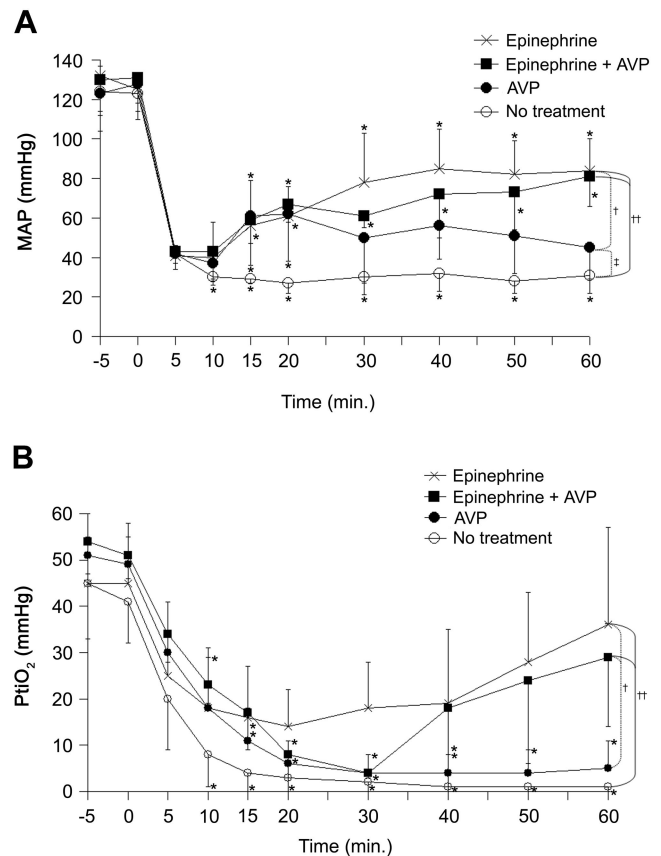 A
MAP (mmHg)
140
120
100
80
60
40
20
0
Epinephrine
Epinephrine + AVP
AVP
No treatment
* * * * * *
* * * * * *
* * * * * * * *
† †† ‡
-5 0 5 10 15 20 30 40 50 60
Time (min.)
B
PtiO2 (mmHg)
60
50
40
30
20
10
0
Epinephrine
Epinephrine + AVP
AVP
No treatment
† ††
-5 0 5 10 15 20 30 40 50 60
Time (min.)